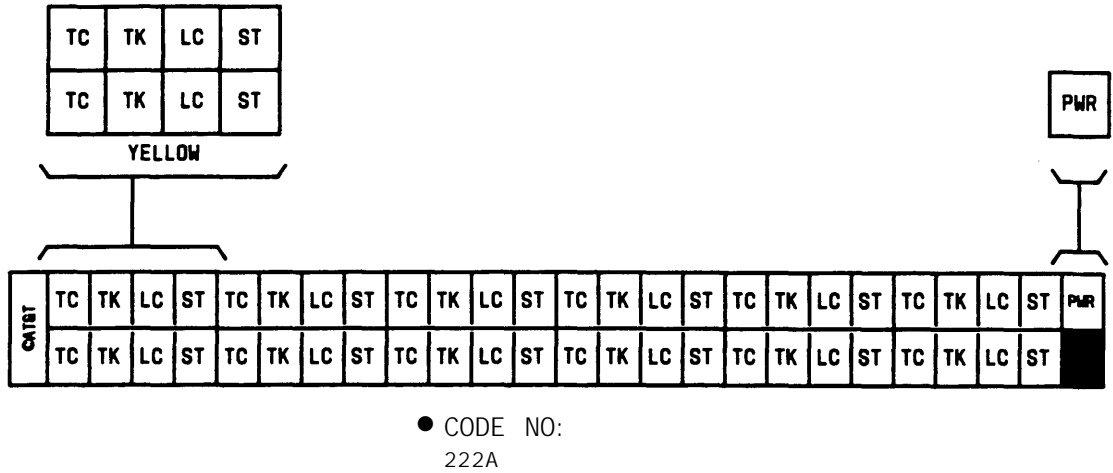 TC TK LC ST
TC TK LC ST
PWR
YELLOW
TC TK LC ST TC TK LC ST TC TK LC ST TC TK LC ST TC TK LC ST TC TK LC ST PWR
TC TK LC ST TC TK LC ST TC TK LC ST TC TK LC ST TC TK LC ST TC TK LC ST
● CODE NO:
222A